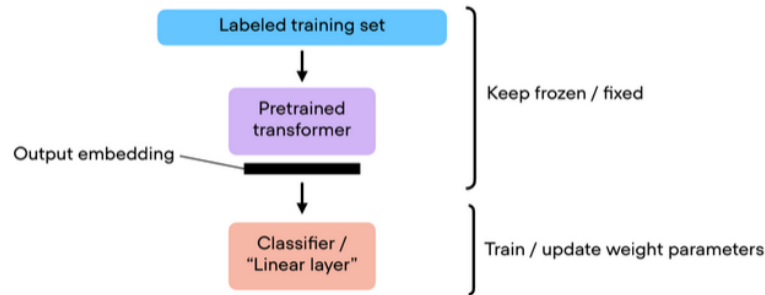 Labeled training set
Keep frozen / fixed
Pretrained
transformer
Output embedding
Classifier /
“Linear layer”
Train / update weight parameters